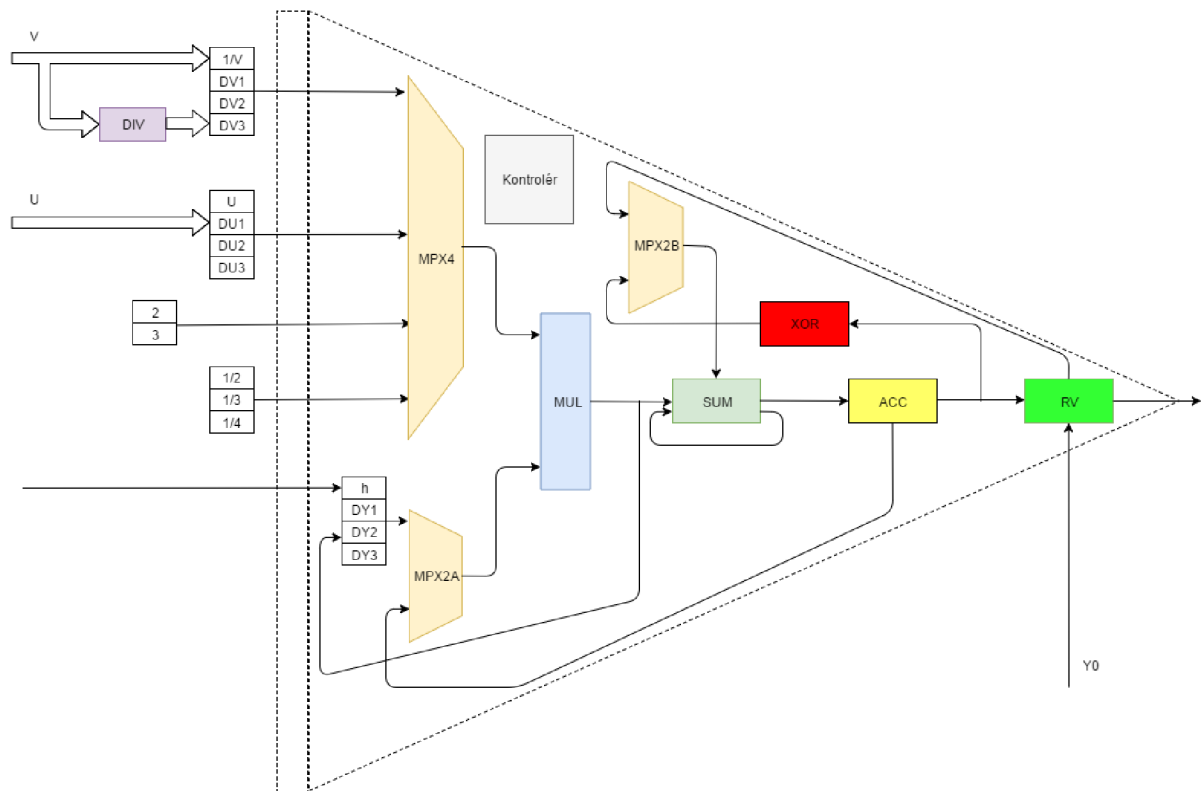 V
1/V
DV1
DV2
DV3
DIV
Kontrolér
U
U
DU1
DU2
DU3
MPX4
MPX2B
2
3
XOR
1/2
1/3
1/4
MUL
SUM
ACC
RV
h
DY1
DY2
DY3
MPX2A
Y0